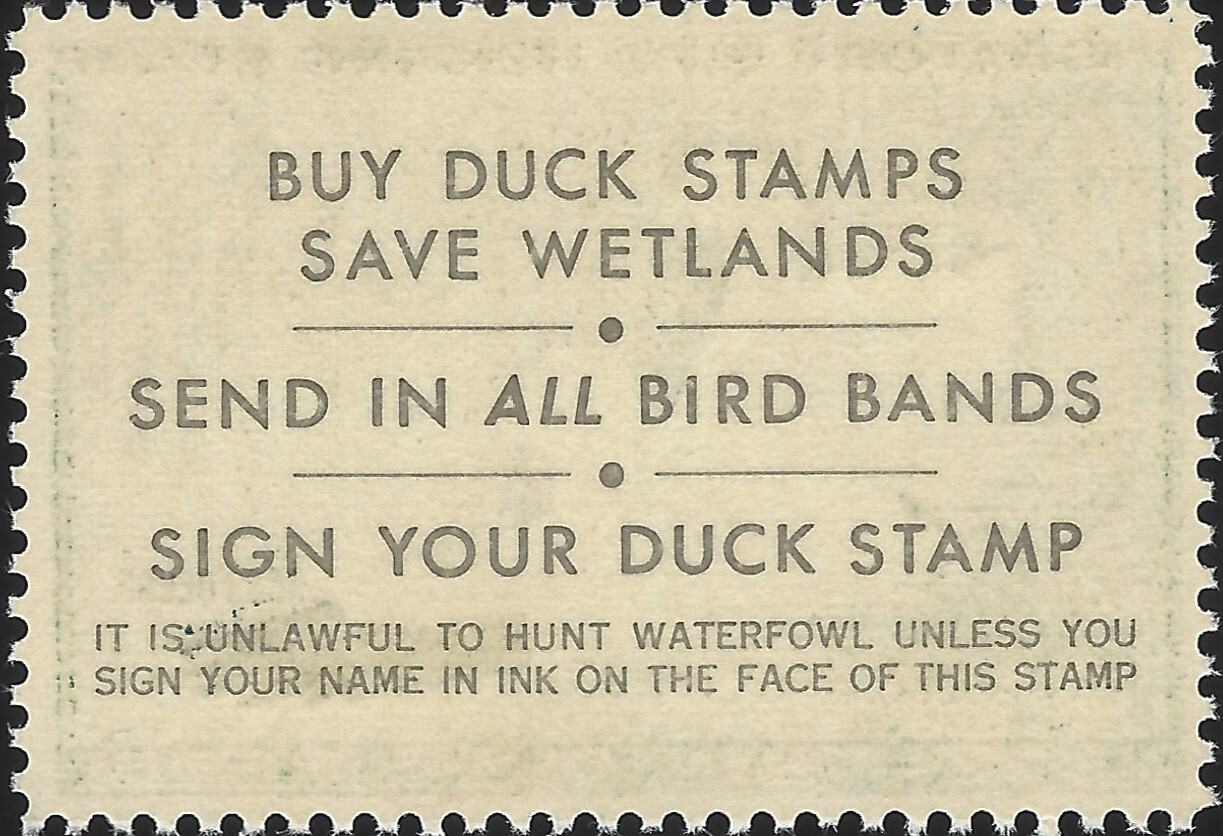 BUY DUCK STAMPS
SAVE WETLANDS
SEND IN ALL BIRD BANDS
SIGN YOUR DUCK STAMP
IT IS UNLAWFUL TO HUNT WATERFOWL UNLESS YOU
SIGN YOUR NAME IN INK ON THE FACE OF THIS STAMP